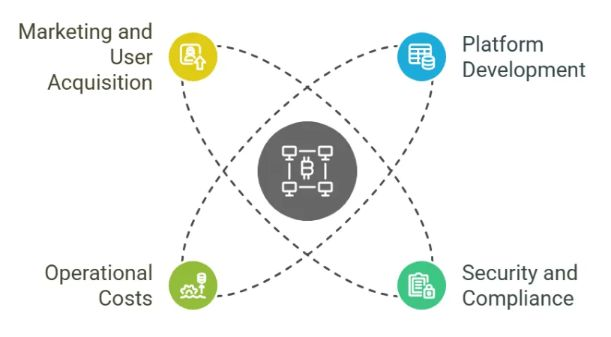 Marketing and
User
Acquisition
Platform
Development
Operational
Costs
Security and
Compliance